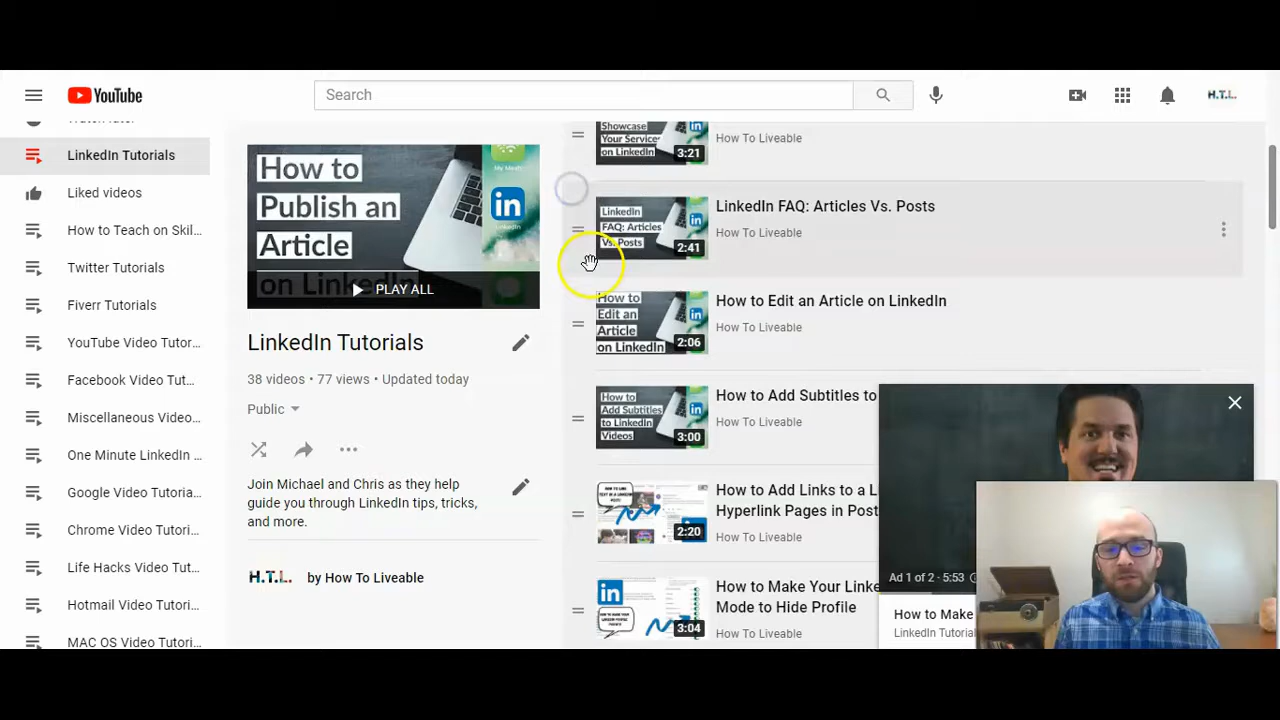 YouTube
Search
H.T.L.
LinkedIn Tutorials
Liked videos
How to Teach on Skil...
Twitter Tutorials
Fiverr Tutorials
YouTube Video Tutor...
Facebook Video Tut...
Miscellaneous Video...
One Minute LinkedIn ...
Google Video Tutoria...
Chrome Video Tutori...
Life Hacks Video Tut...
Hotmail Video Tutori...
MAC OS Video Tutori...
How to
Publish an
Article
on LinkedIn
PLAY ALL
LinkedIn Tutorials
38 videos • 77 views • Updated today
Public
Join Michael and Chris as they help
guide you through LinkedIn tips, tricks,
and more.
H.T.L. by How To Liveable
Showcase
Your Services
on LinkedIn
3:21
How To Liveable
LinkedIn
FAQ: Articles
Vs. Posts
2:41
LinkedIn FAQ: Articles Vs. Posts
How To Liveable
How to
Edit an
Article
on LinkedIn
2:06
How to Edit an Article on LinkedIn
How To Liveable
How to
Add Subtitles
to LinkedIn
Videos
3:00
How to Add Subtitles to
How To Liveable
2:20
How to Add Links to a L
Hyperlink Pages in Post
How To Liveable
3:04
How to Make Your Linke
Mode to Hide Profile
How To Liveable
Ad 1 of 2 · 5:53
How to Make
LinkedIn Tutorial